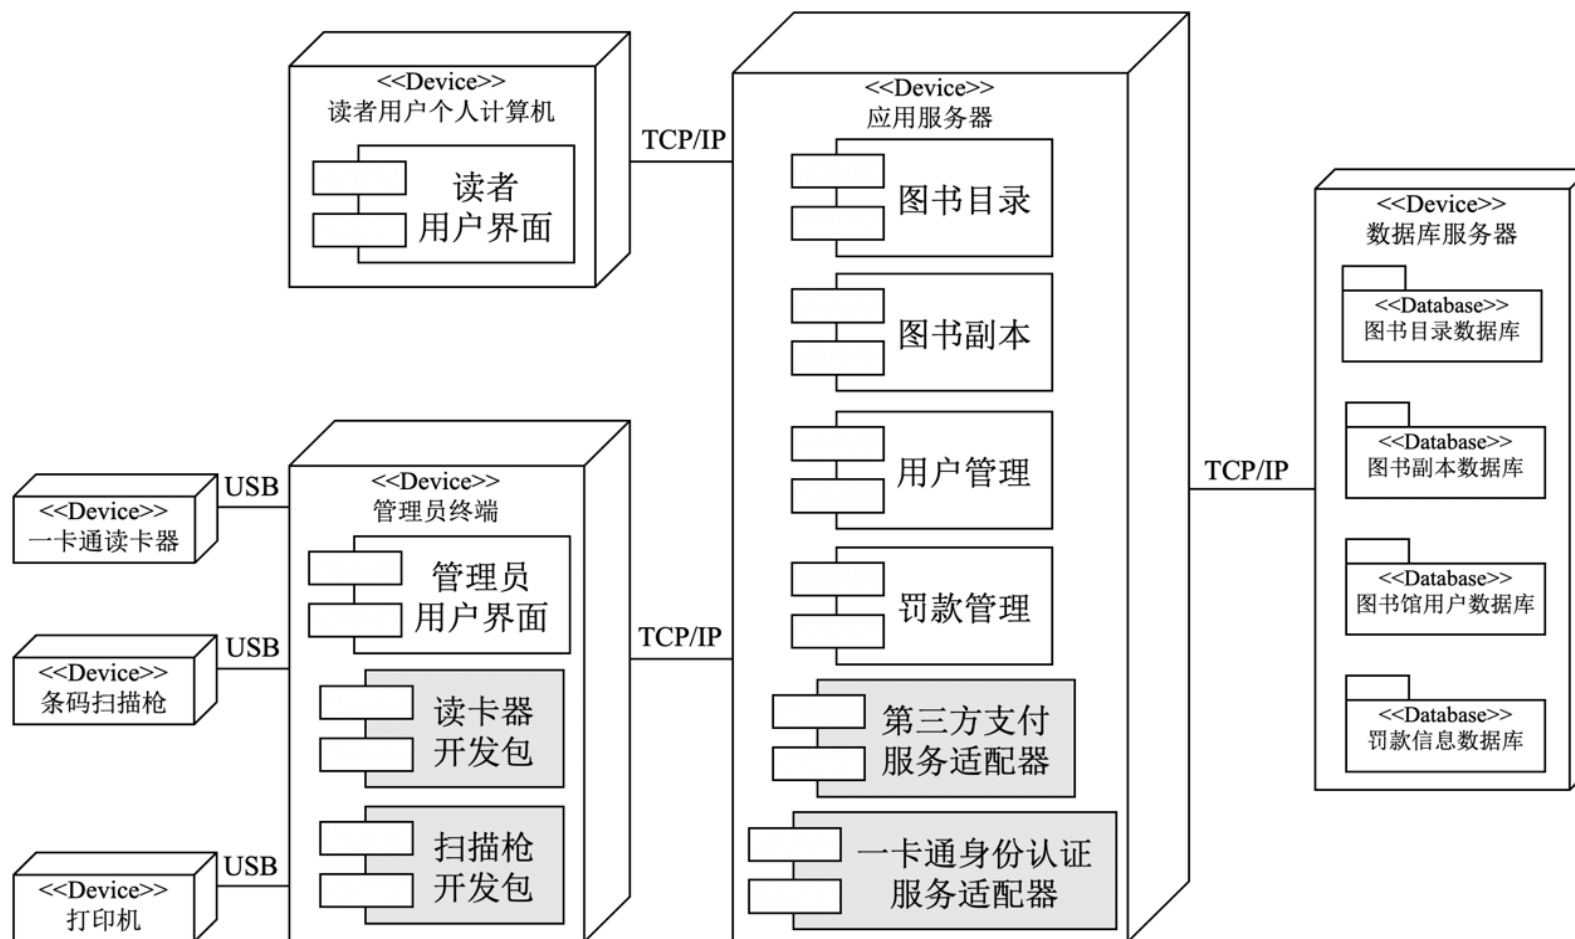 <<Device>>
读者用户个人计算机
读者
用户界面
TCP/IP
<<Device>>
一卡通读卡器
USB
<<Device>>
条码扫描枪
USB
<<Device>>
打印机
USB
<<Device>>
管理员终端
管理员
用户界面
读卡器
开发包
扫描枪
开发包
TCP/IP
<<Device>>
应用服务器
图书目录
图书副本
用户管理
罚款管理
第三方支付
服务适配器
一卡通身份认证
服务适配器
TCP/IP
<<Device>>
数据库服务器
<<Database>>
图书目录数据库
<<Database>>
图书副本数据库
<<Database>>
图书馆用户数据库
<<Database>>
罚款信息数据库